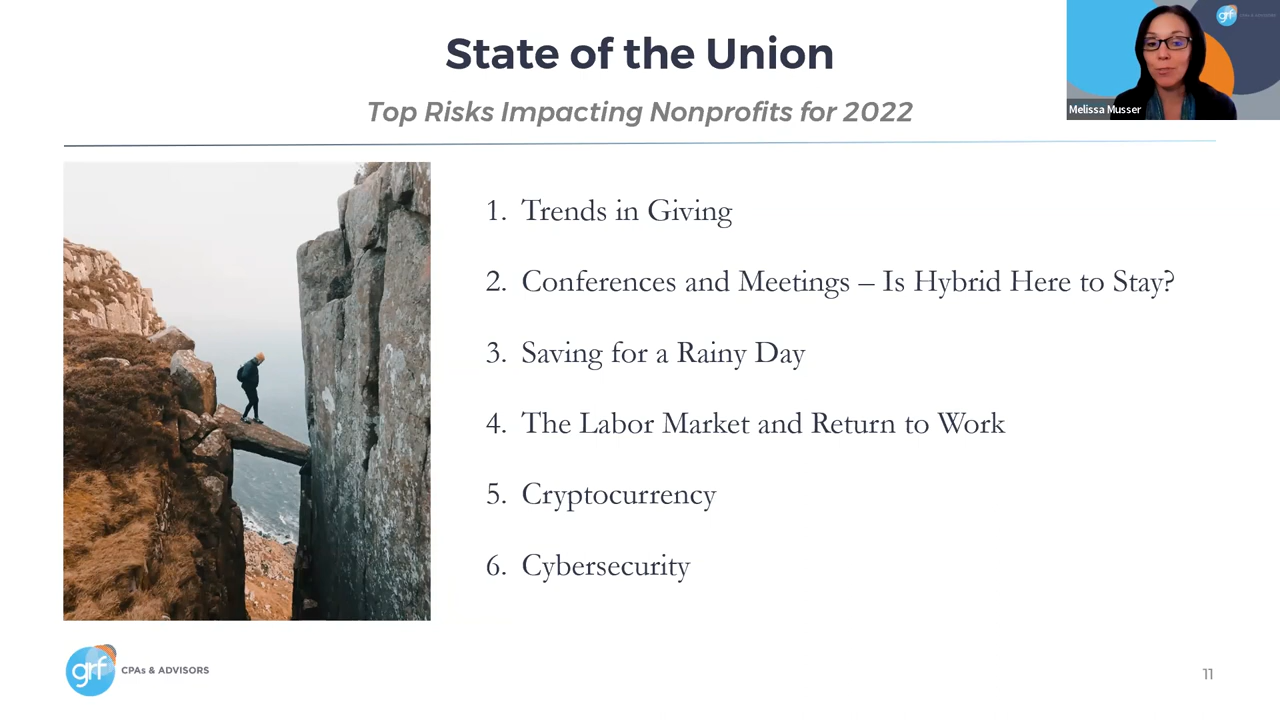 State of the Union
Top Risks Impacting Nonprofits for 2022
grf
Melissa Musser
1. Trends in Giving
2. Conferences and Meetings – Is Hybrid Here to Stay?
3. Saving for a Rainy Day
4. The Labor Market and Return to Work
5. Cryptocurrency
6. Cybersecurity
grf CPAs & ADVISORS
11